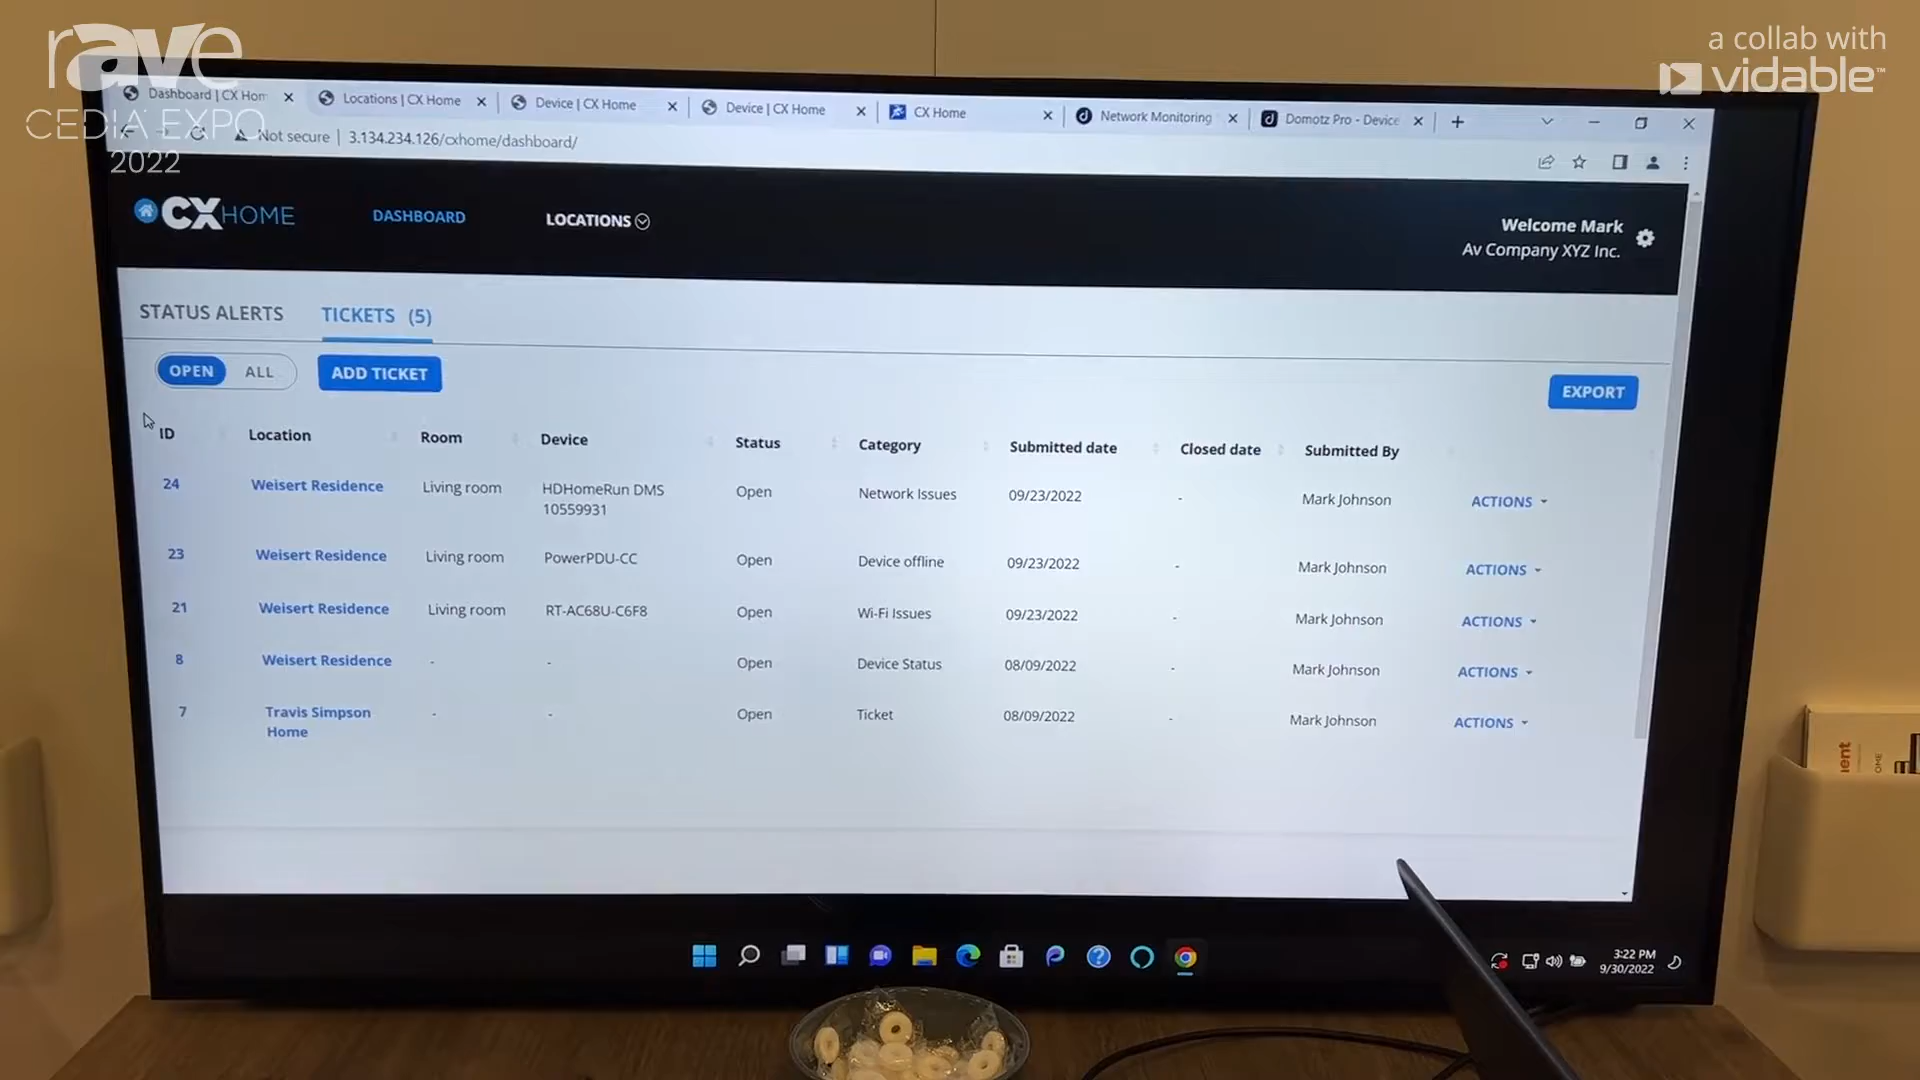 rave
CEDIA EXPO
2022
a collab with
vidable™
Dashboard | CX Hom
Locations | CX Home
Device | CX Home
Device | CX Home
CX Home
Network Monitoring
Domotz Pro - Device
Not secure | 3.134.234.126/cxhome/dashboard/
CX HOME
DASHBOARD
LOCATIONS
Welcome Mark
Av Company XYZ Inc.
STATUS ALERTS
TICKETS (5)
OPEN
ALL
ADD TICKET
EXPORT
ID Location Room Device Status Category Submitted date Closed date Submitted By
24 Weisert Residence Living room HDHomeRun DMS 10559931 Open Network Issues 09/23/2022 - Mark Johnson ACTIONS
23 Weisert Residence Living room PowerPDU-CC Open Device offline 09/23/2022 - Mark Johnson ACTIONS
21 Weisert Residence Living room RT-AC68U-C6F8 Open Wi-Fi Issues 09/23/2022 - Mark Johnson ACTIONS
8 Weisert Residence - - Open Device Status 08/09/2022 - Mark Johnson ACTIONS
7 Travis Simpson Home - - Open Ticket 08/09/2022 - Mark Johnson ACTIONS
3:22 PM
9/30/2022